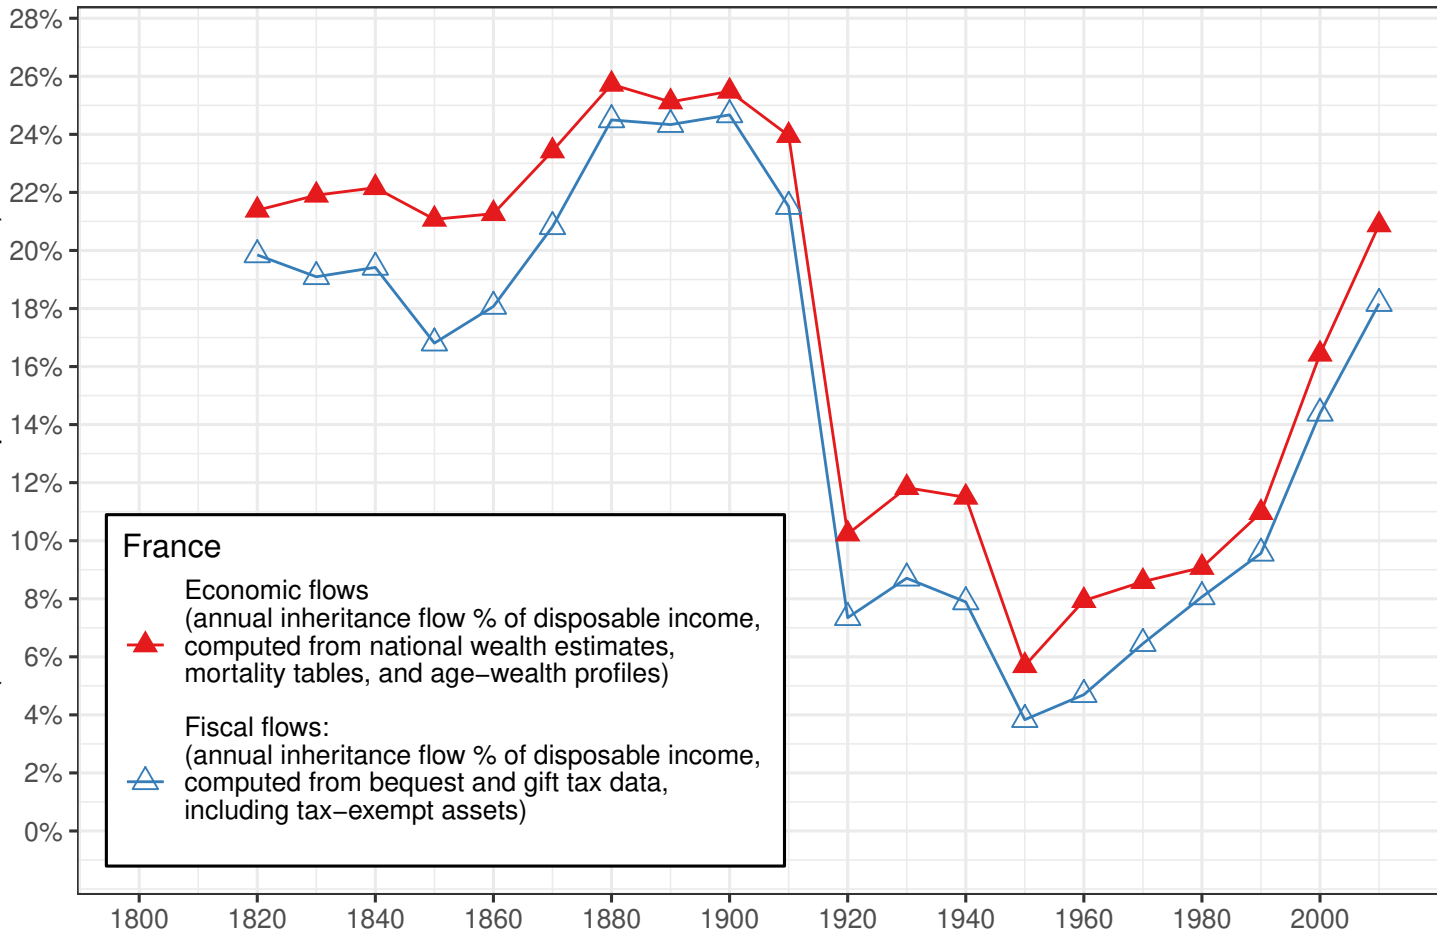 28%
26%
24%
22%
20%
18%
16%
14%
12%
10%
8%
6%
4%
2%
0%
France
Economic flows
(annual inheritance flow % of disposable income,
computed from national wealth estimates,
mortality tables, and age−wealth profiles)
Fiscal flows:
(annual inheritance flow % of disposable income,
computed from bequest and gift tax data,
including tax−exempt assets)
1800
1820
1840
1860
1880
1900
1920
1940
1960
1980
2000